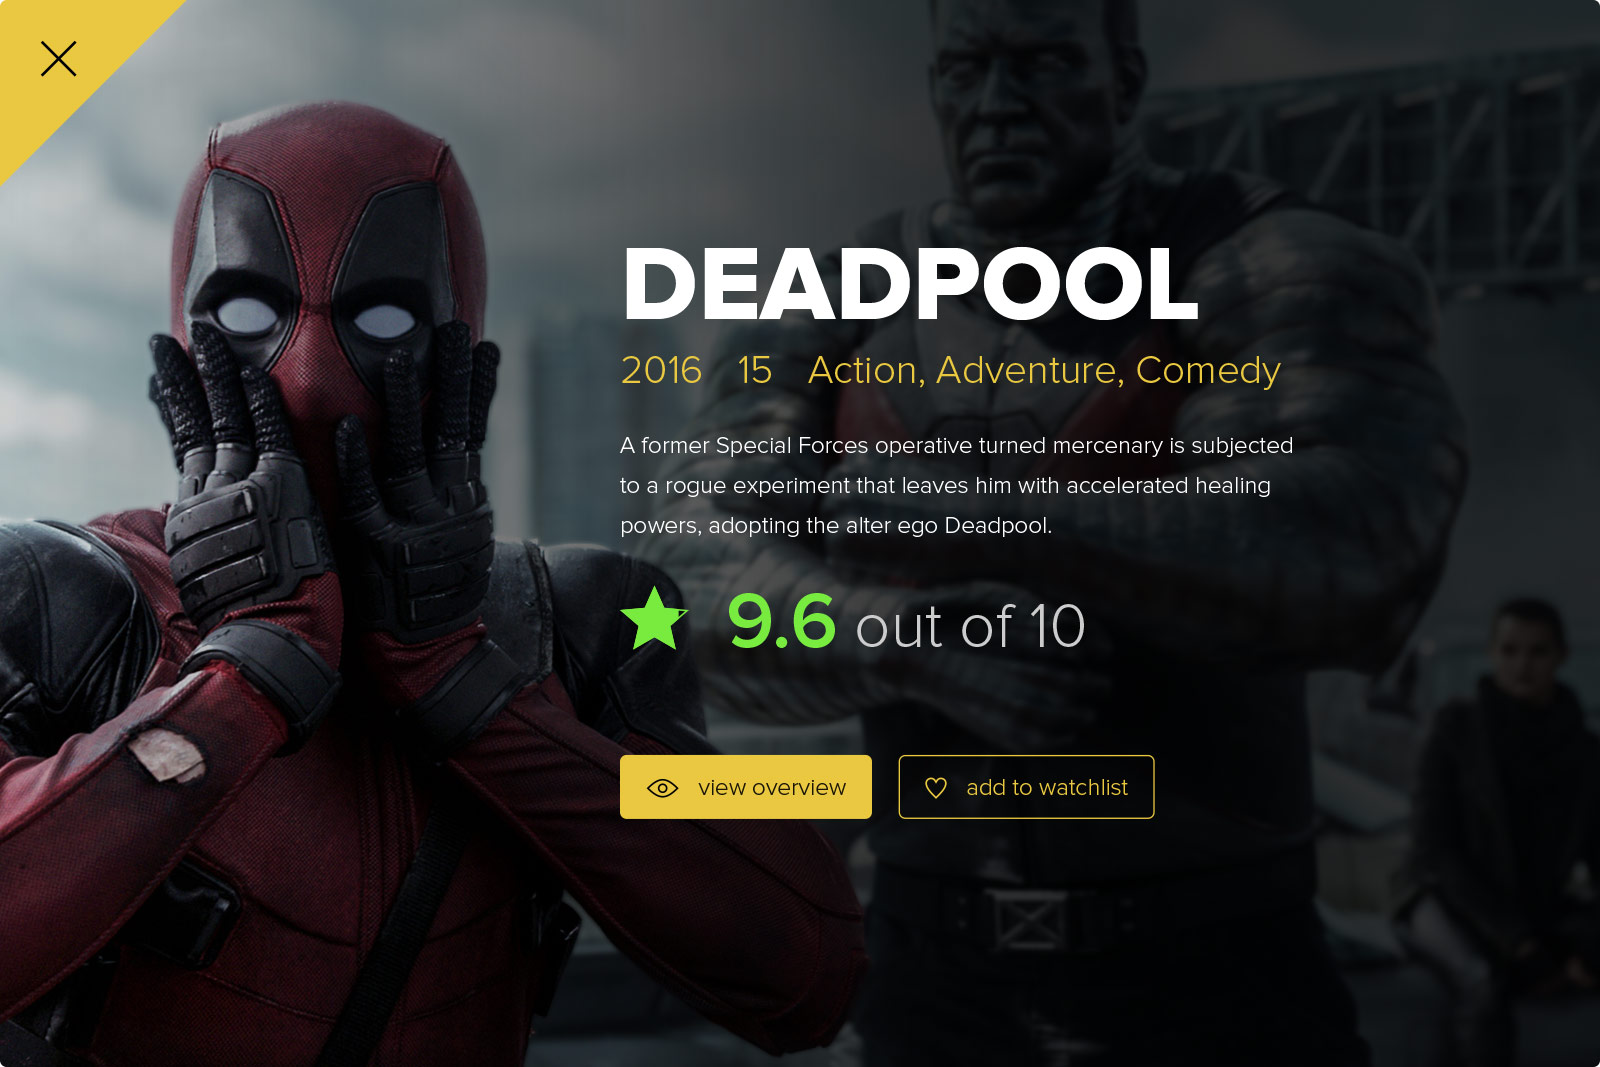 DEADPOOL
2016 15 Action, Adventure, Comedy
A former Special Forces operative turned mercenary is subjected
to a rogue experiment that leaves him with accelerated healing
powers, adopting the alter ego Deadpool.
9.6 out of 10
view overview
add to watchlist